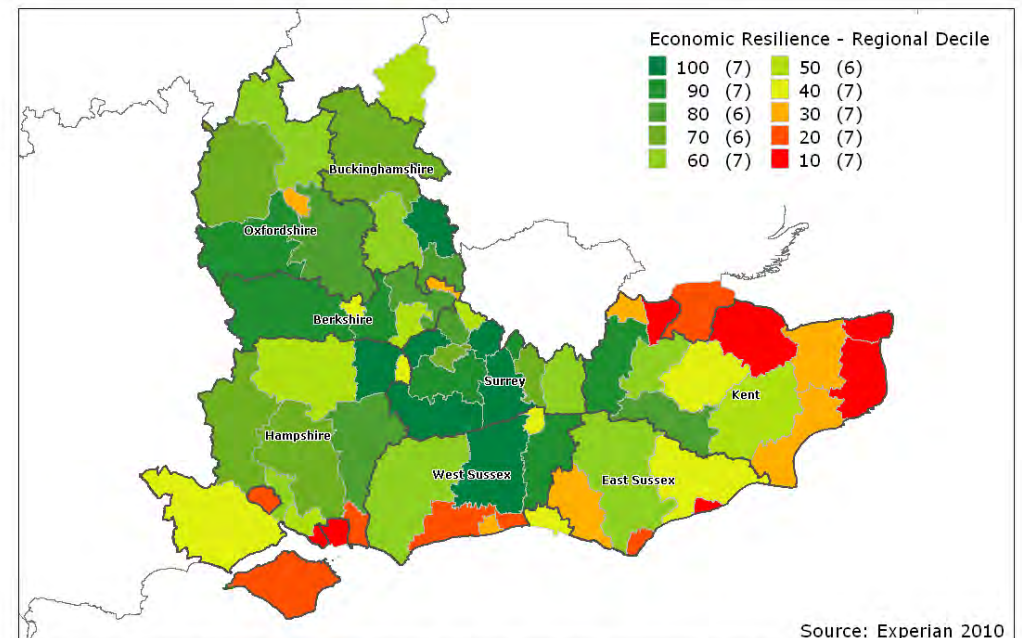 Economic Resilience - Regional Decile
100 (7) 50 (6)
90 (7) 40 (7)
80 (6) 30 (7)
70 (6) 20 (7)
60 (7) 10 (7)
Buckinghamshire
Oxfordshire
Berkshire
Surrey
Kent
Hampshire
West Sussex
East Sussex
Source: Experian 2010